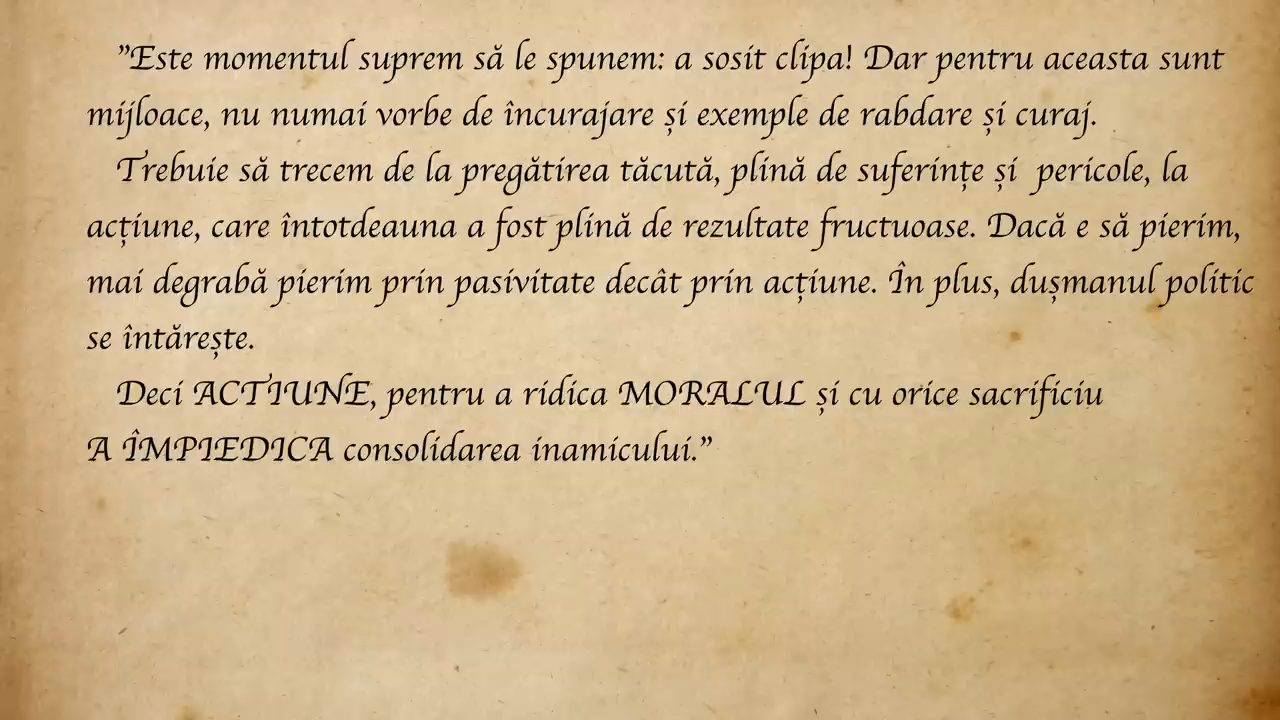 "Este momentul suprem să le spunem: a sosit clipa! Dar pentru aceasta sunt
mijloace, nu numai vorbe de încurajare și exemple de rabdare și curaj.
Trebuie să trecem de la pregătirea tăcută, plină de suferințe și pericole, la
acțiune, care întotdeauna a fost plină de rezultate fructuoase. Dacă e să pierim,
mai degrabă pierim prin pasivitate decât prin acțiune. În plus, dușmanul politic
se întărește.
Deci ACTIUNE, pentru a ridica MORALUL și cu orice sacrificiu
A ÎMPIEDICA consolidarea inamicului."